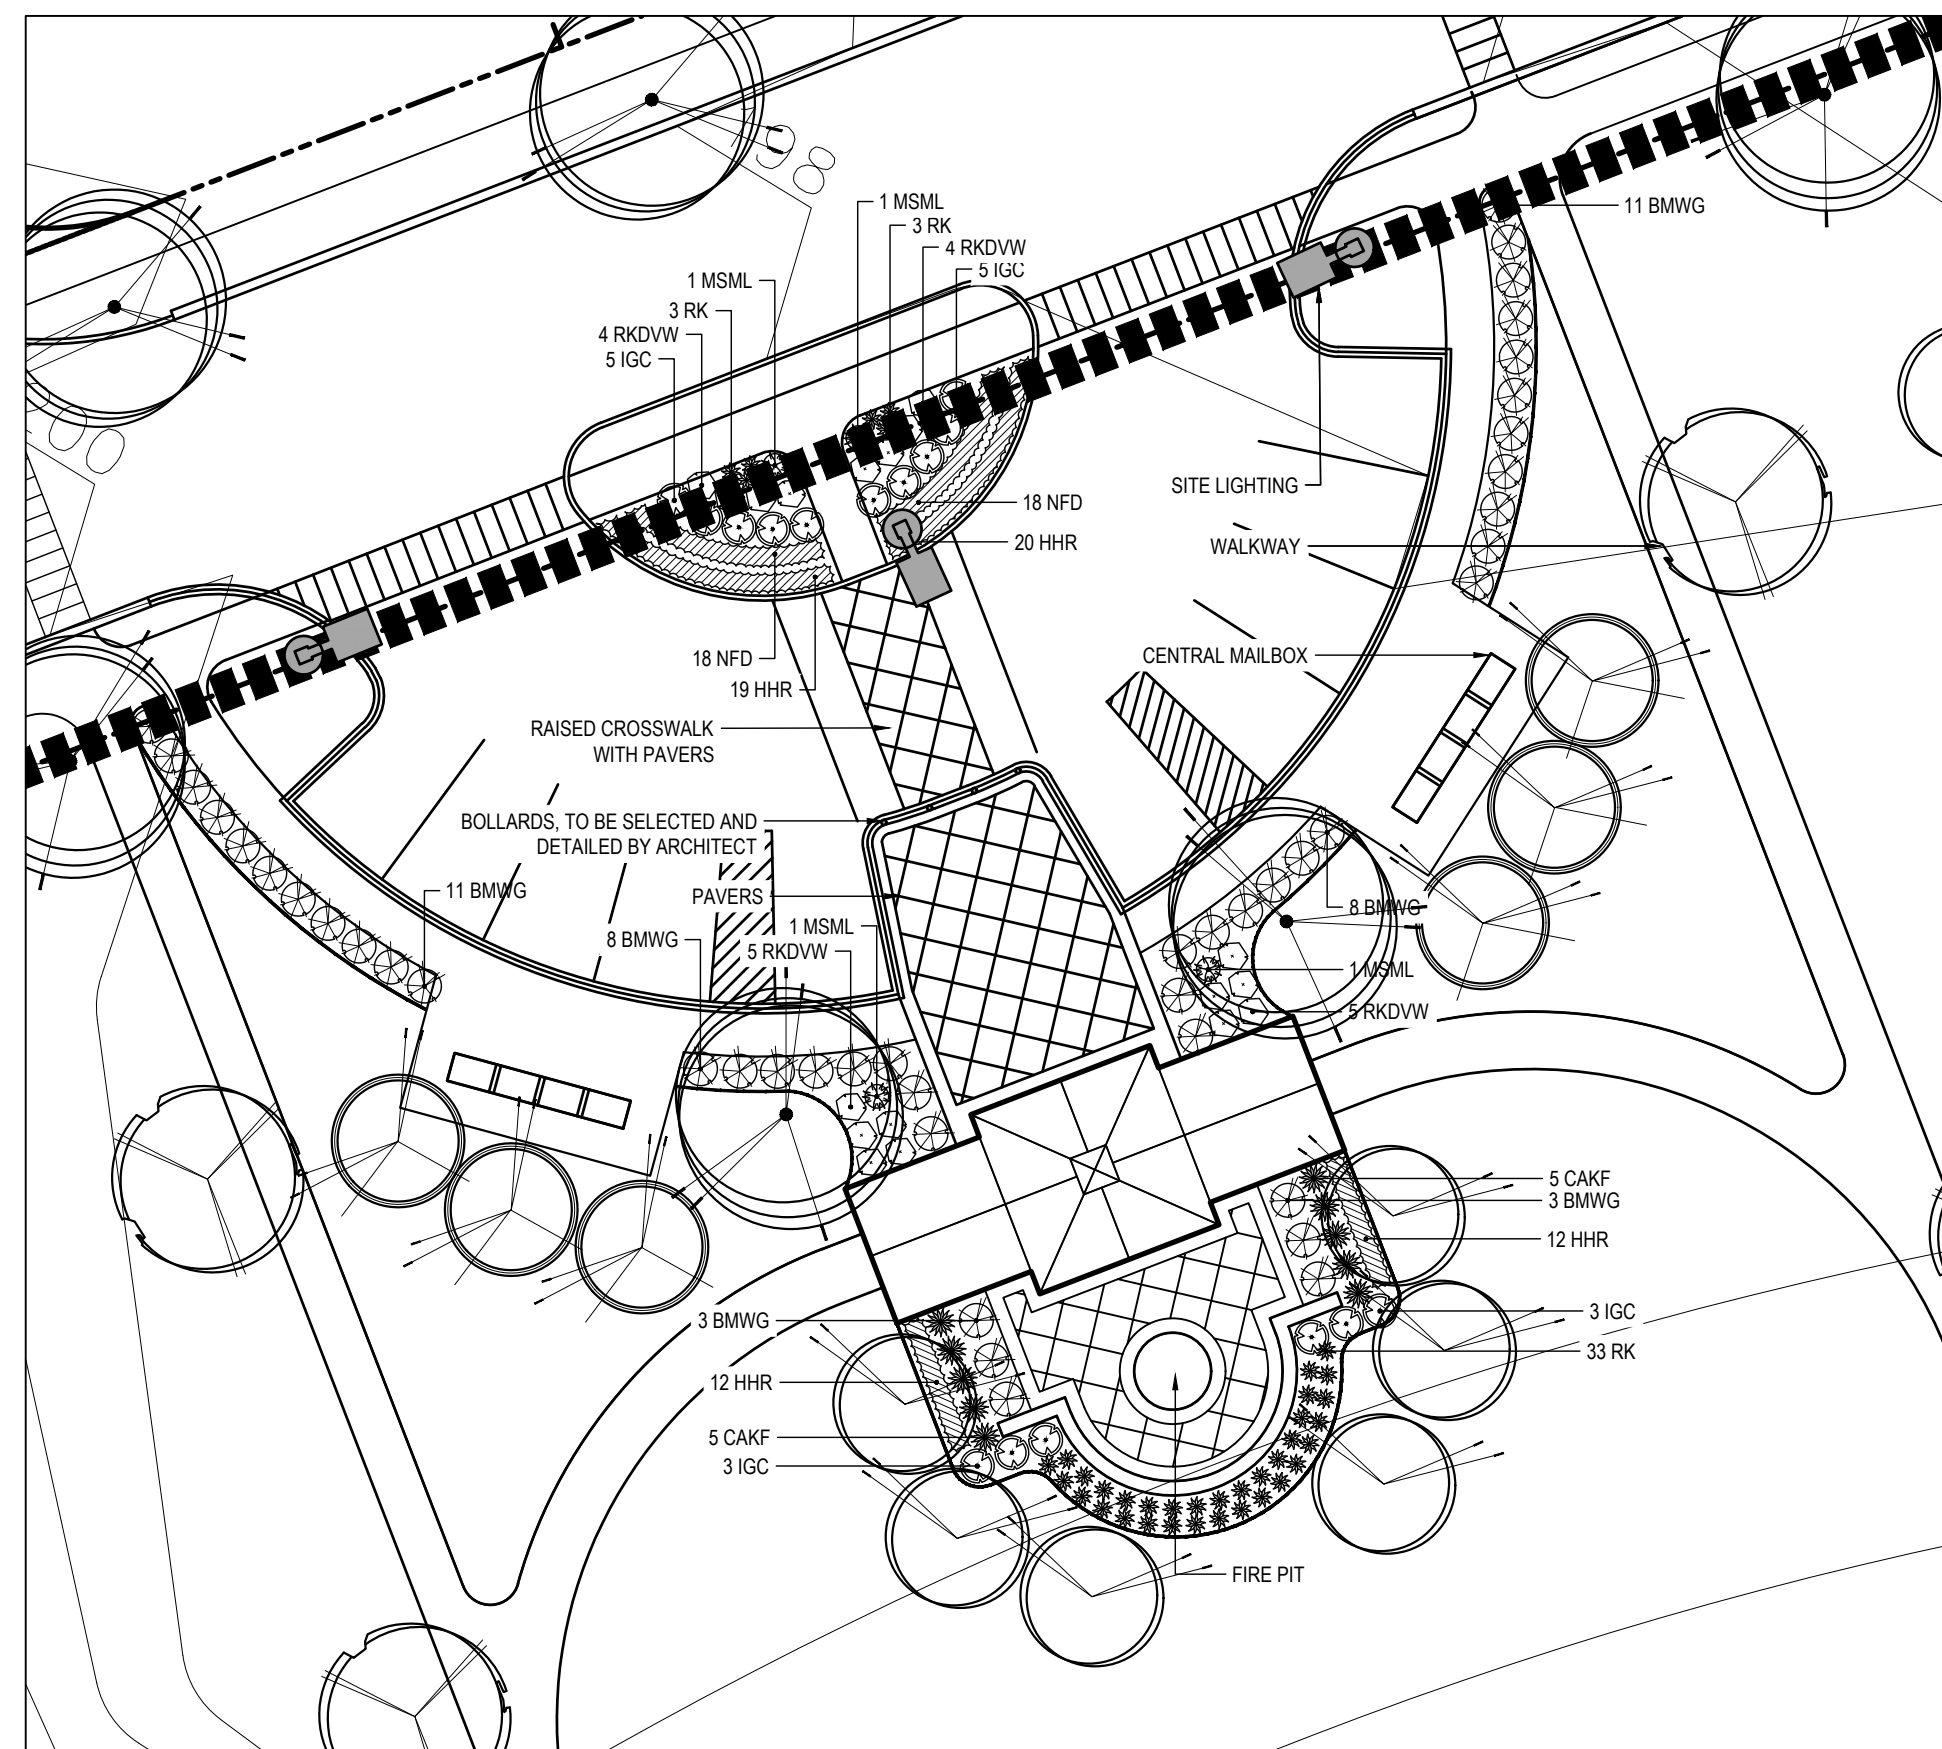 98
1 MSML
3 RK
4 RKDVW
5 IGC
11 BMWG
1 MSML
3 RK
4 RKDVW
5 IGC
SITE LIGHTING
18 NFD
20 HHR
WALKWAY
18 NFD
19 HHR
CENTRAL MAILBOX
RAISED CROSSWALK
WITH PAVERS
BOLLARDS, TO BE SELECTED AND
DETAILED BY ARCHITECT
PAVERS
11 BMWG
8 BMWG
1 MSML
5 RKDVW
8 BMWG
1 MSML
5 RKDVW
5 CAKF
3 BMWG
12 HHR
3 IGC
33 RK
3 BMWG
12 HHR
5 CAKF
3 IGC
FIRE PIT